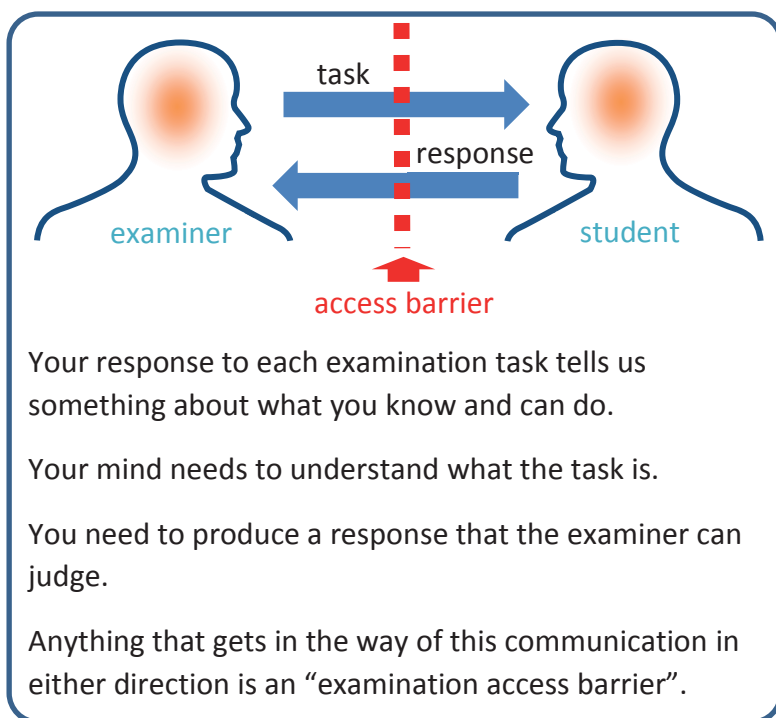 task
response
examiner
student
access barrier
Your response to each examination task tells us
something about what you know and can do.
Your mind needs to understand what the task is.
You need to produce a response that the examiner can
judge.
Anything that gets in the way of this communication in
either direction is an “examination access barrier”.